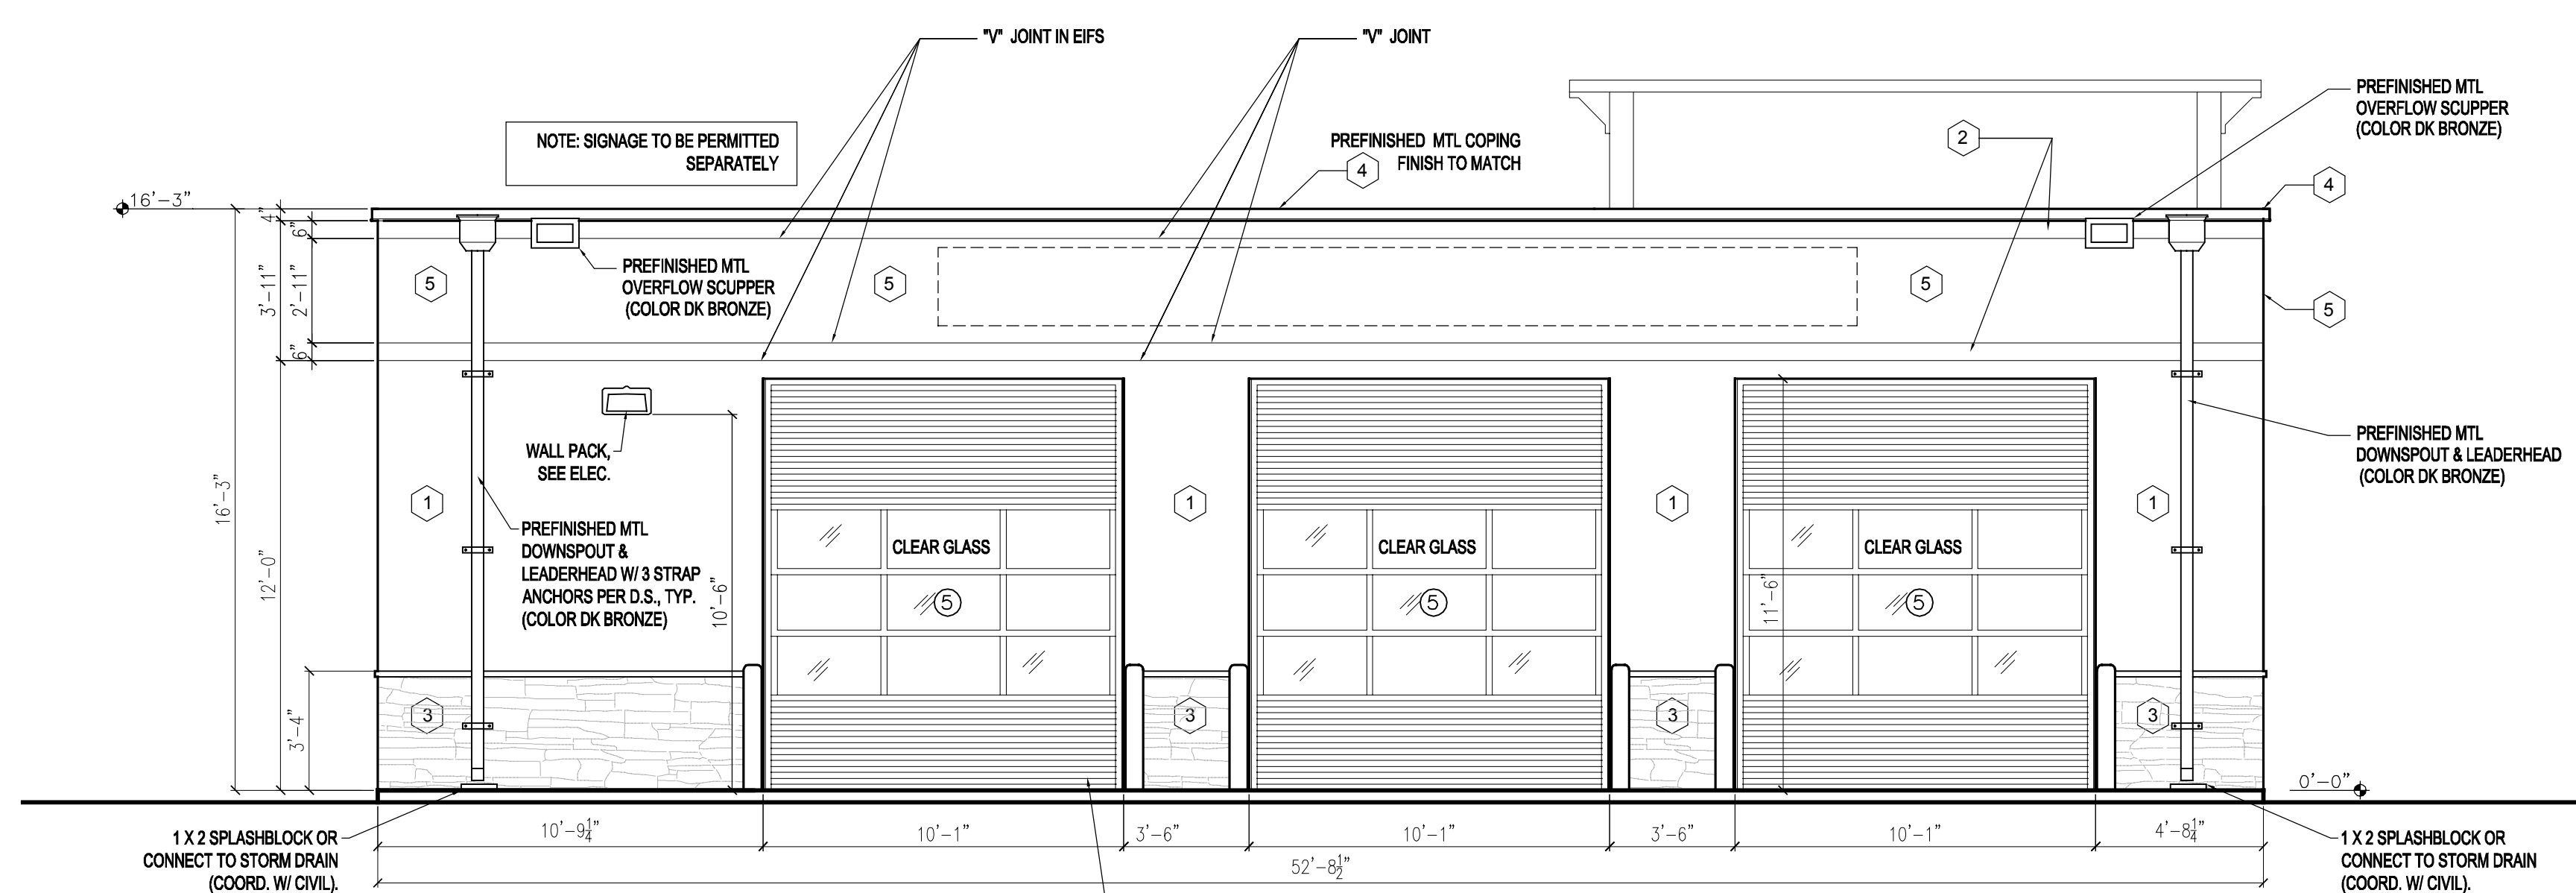 "V" JOINT IN EIFS
"V" JOINT
PREFINISHED MTL
OVERFLOW SCUPPER
(COLOR DK BRONZE)
NOTE: SIGNAGE TO BE PERMITTED
SEPARATELY
PREFINISHED MTL COPING
FINISH TO MATCH
4
2
4
16'-3"
4"
6"
3'-11"
2'-11"
6"
5
PREFINISHED MTL
OVERFLOW SCUPPER
(COLOR DK BRONZE)
5
5
5
WALL PACK,
SEE ELEC.
PREFINISHED MTL
DOWNSPOUT & LEADERHEAD
(COLOR DK BRONZE)
16'-3"
12'-0"
1
PREFINISHED MTL
DOWNSPOUT &
LEADERHEAD W/ 3 STRAP
ANCHORS PER D.S., TYP.
(COLOR DK BRONZE)
10'-6"
1
1
1
CLEAR GLASS
CLEAR GLASS
CLEAR GLASS
5
5
5
11'-6"
3'-4"
3
3
3
3
0'-0"
1 X 2 SPLASHBLOCK OR
CONNECT TO STORM DRAIN
(COORD. W/ CIVIL).
10'-9¼"
10'-1"
3'-6"
10'-1"
3'-6"
10'-1"
4'-8¼"
52'-8½"
1 X 2 SPLASHBLOCK OR
CONNECT TO STORM DRAIN
(COORD. W/ CIVIL).